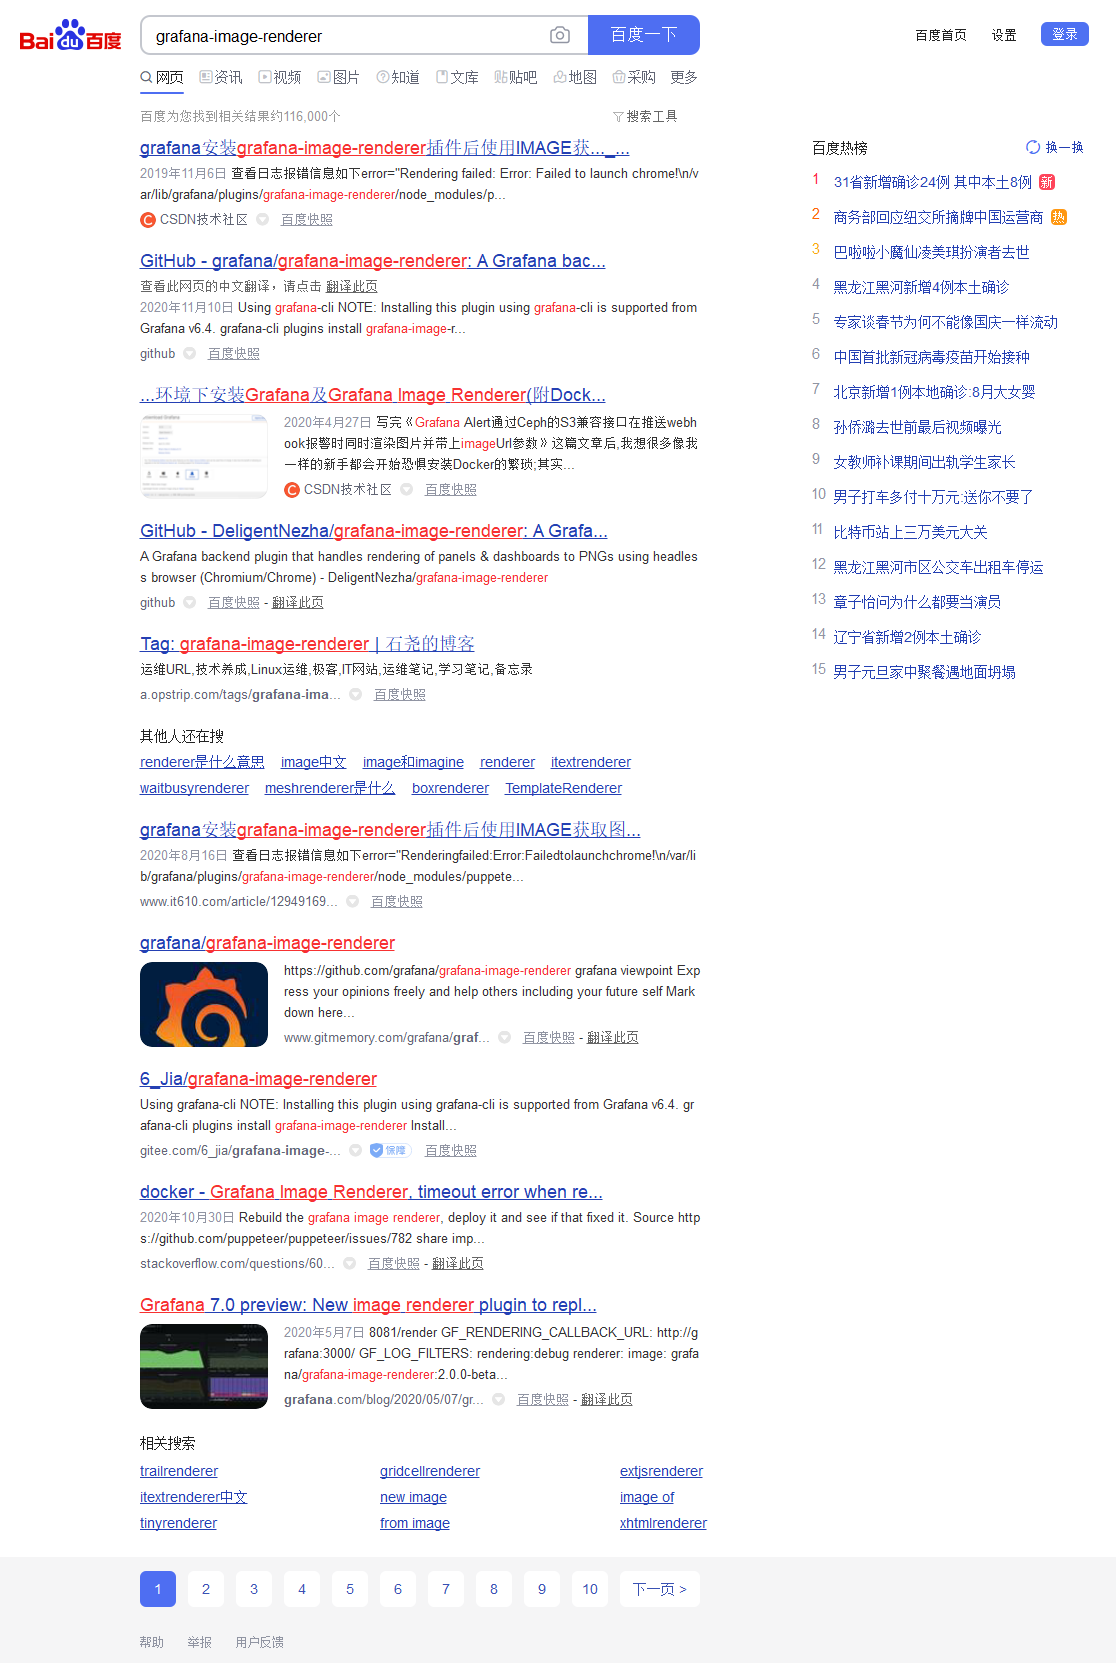 Bai du 百度
grafana-image-renderer
百度一下
百度首页 设置 登录
网页 资讯 视频 图片 知道 文库 贴吧 地图 采购 更多
百度为您找到相关结果约116,000个
搜索工具
grafana安装grafana-image-renderer插件后使用IMAGE获..._...
2019年11月6日 查看日志报错信息如下error="Rendering failed: Error: Failed to launch chrome!\n/v
ar/lib/grafana/plugins/grafana-image-renderer/node_modules/p...
CSDN技术社区 百度快照
GitHub - grafana/grafana-image-renderer: A Grafana bac...
查看此网页的中文翻译，请点击 翻译此页
2020年11月10日 Using grafana-cli NOTE: Installing this plugin using grafana-cli is supported from
Grafana v6.4. grafana-cli plugins install grafana-image-r...
github 百度快照
...环境下安装Grafana及Grafana Image Renderer(附Dock...
2020年4月27日 写完《Grafana Alert通过Ceph的S3兼容接口在推送webh
ook报警时同时渲染图片并带上imageUrl参数》这篇文章后,我想很多像我
一样的新手都会开始恐惧安装Docker的繁琐;其实...
CSDN技术社区 百度快照
GitHub - DeligentNezha/grafana-image-renderer: A Grafa...
A Grafana backend plugin that handles rendering of panels & dashboards to PNGs using headles
s browser (Chromium/Chrome) - DeligentNezha/grafana-image-renderer
github 百度快照 - 翻译此页
Tag: grafana-image-renderer | 石尧的博客
运维URL,技术养成,Linux运维,极客,IT网站,运维笔记,学习笔记,备忘录
a.opstrip.com/tags/grafana-ima... 百度快照
其他人还在搜
renderer是什么意思 image中文 image和imagine renderer itextrenderer
waitbusyrenderer meshrenderer是什么 boxrenderer TemplateRenderer
grafana安装grafana-image-renderer插件后使用IMAGE获取图...
2020年8月16日 查看日志报错信息如下error="Renderingfailed:Error:Failedtolaunchchrome!\n/var/li
b/grafana/plugins/grafana-image-renderer/node_modules/puppete...
www.it610.com/article/12949169... 百度快照
grafana/grafana-image-renderer
https://github.com/grafana/grafana-image-renderer grafana viewpoint Exp
ress your opinions freely and help others including your future self Mark
down here...
www.gitmemory.com/grafana/graf... 百度快照 - 翻译此页
6_Jia/grafana-image-renderer
Using grafana-cli NOTE: Installing this plugin using grafana-cli is supported from Grafana v6.4. gr
afana-cli plugins install grafana-image-renderer Install...
gitee.com/6_jia/grafana-image-... 保障 百度快照
docker - Grafana Image Renderer, timeout error when re...
2020年10月30日 Rebuild the grafana image renderer, deploy it and see if that fixed it. Source http
s://github.com/puppeteer/puppeteer/issues/782 share imp...
stackoverflow.com/questions/60... 百度快照 - 翻译此页
Grafana 7.0 preview: New image renderer plugin to repl...
2020年5月7日 8081/render GF_RENDERING_CALLBACK_URL: http://g
rafana:3000/ GF_LOG_FILTERS: rendering:debug renderer: image: grafa
na/grafana-image-renderer:2.0.0-beta...
grafana.com/blog/2020/05/07/gr... 百度快照 - 翻译此页
相关搜索
trailrenderer gridcellrenderer extjsrenderer
itextrenderer中文 new image image of
tinyrenderer from image xhtmlrenderer
1 2 3 4 5 6 7 8 9 10 下一页 >
帮助 举报 用户反馈
百度热榜 换一换
1 31省新增确诊24例 其中本土8例 新
2 商务部回应纽交所摘牌中国运营商 热
3 巴啦啦小魔仙凌美琪扮演者去世
4 黑龙江黑河新增4例本土确诊
5 专家谈春节为何不能像国庆一样流动
6 中国首批新冠病毒疫苗开始接种
7 北京新增1例本地确诊:8月大女婴
8 孙侨潞去世前最后视频曝光
9 女教师补课期间出轨学生家长
10 男子打车多付十万元:送你不要了
11 比特币站上三万美元大关
12 黑龙江黑河市区公交车出租车停运
13 章子怡问为什么都要当演员
14 辽宁省新增2例本土确诊
15 男子元旦家中聚餐遇地面坍塌